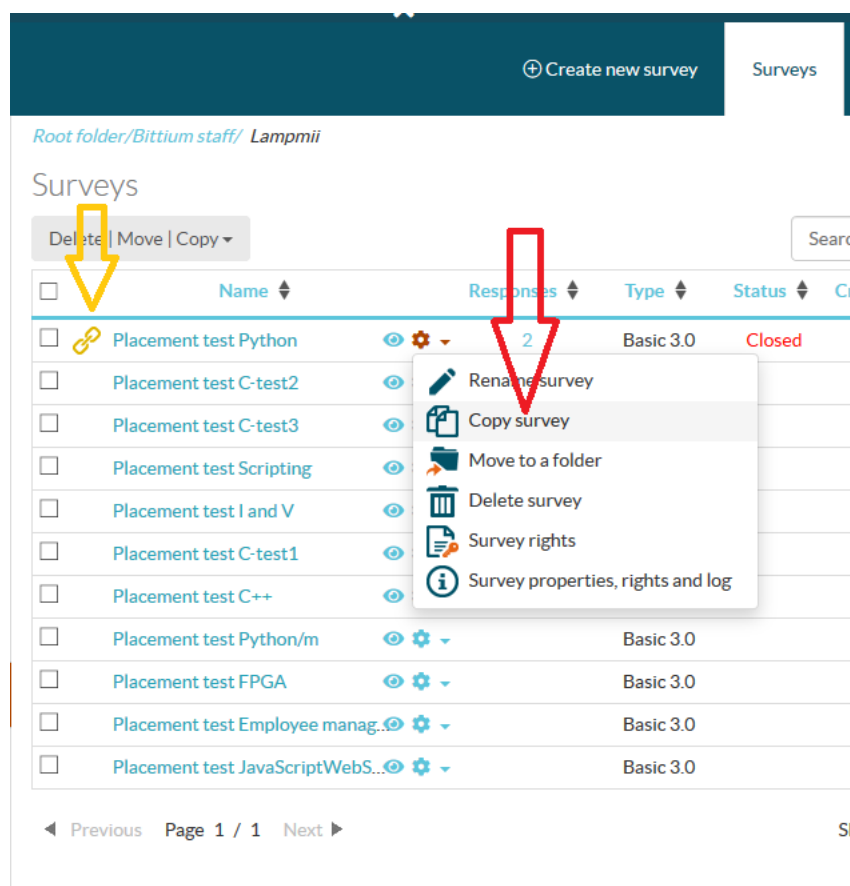 Create new survey Surveys
Root folder/Bittium staff/ Lampmii
Surveys
Delete | Move | Copy
Name Responses Type Status
Placement test Python 2 Basic 3.0 Closed
Rename survey
Placement test C-test2
Copy survey
Placement test C-test3
Move to a folder
Placement test Scripting
Delete survey
Placement test I and V
Survey rights
Placement test C-test1
Survey properties, rights and log
Placement test C++
Placement test Python/m Basic 3.0
Placement test FPGA Basic 3.0
Placement test Employee manag... Basic 3.0
Placement test JavaScriptWebS... Basic 3.0
Previous Page 1 / 1 Next